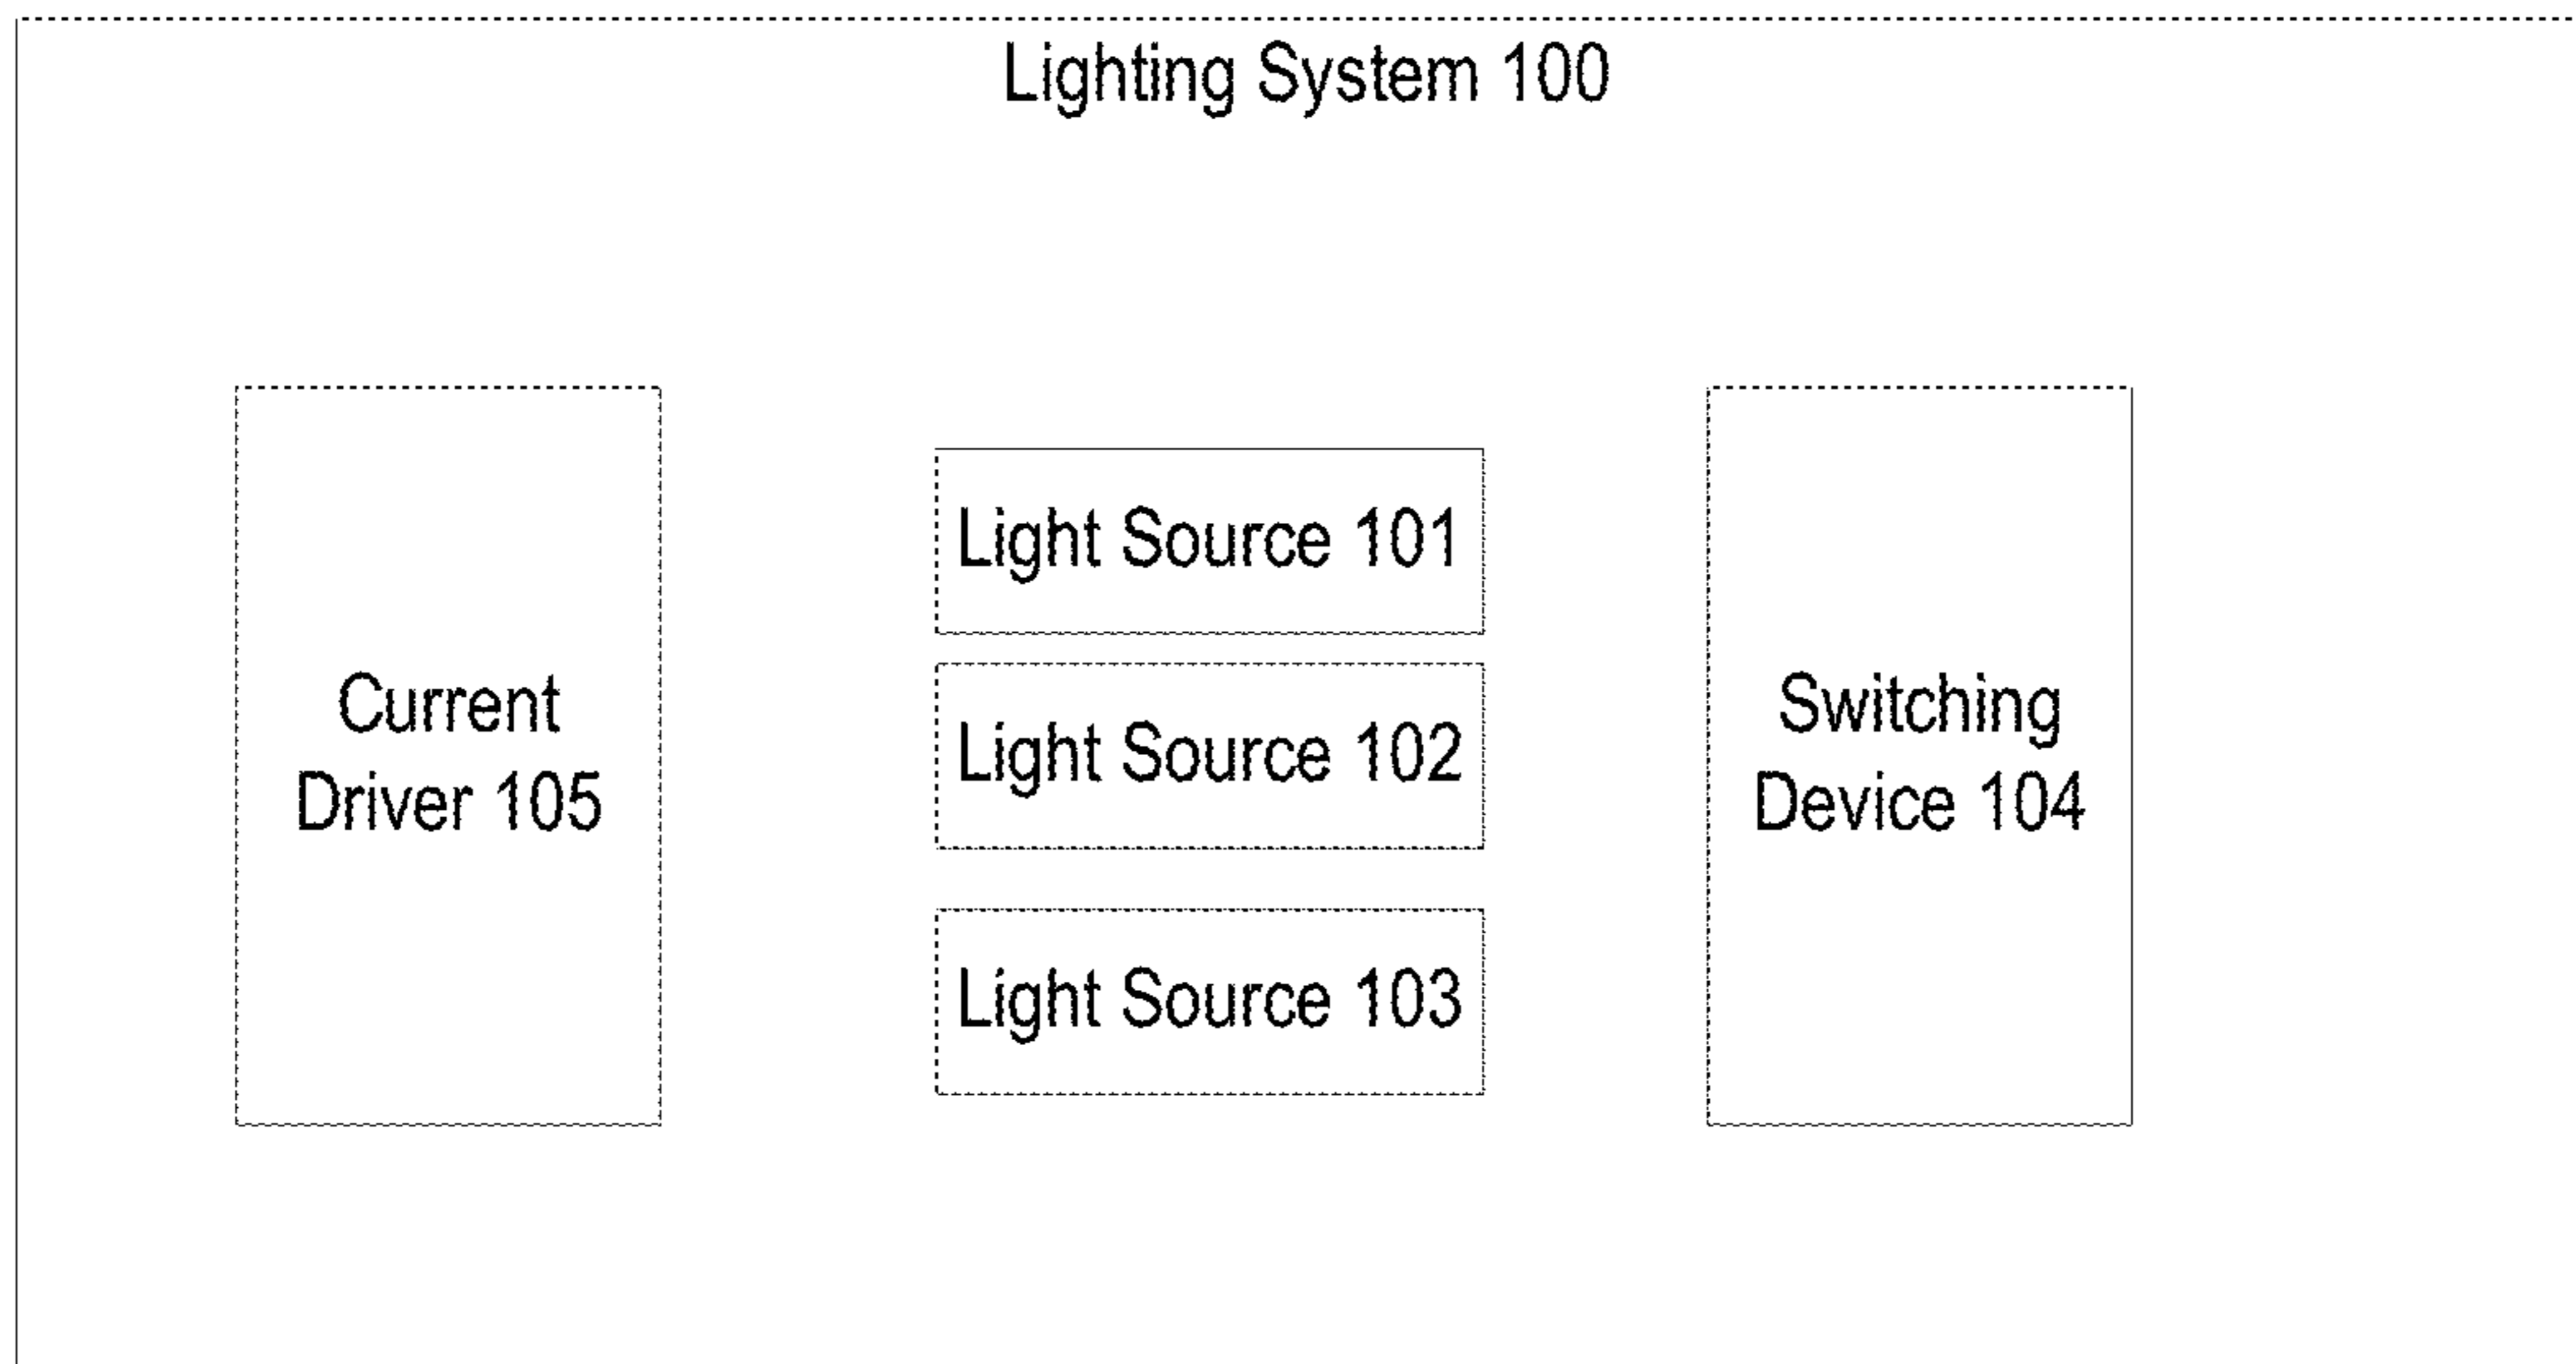 Lighting System 100
Current
Driver 105
Light Source 101
Light Source 102
Light Source 103
Switching
Device 104